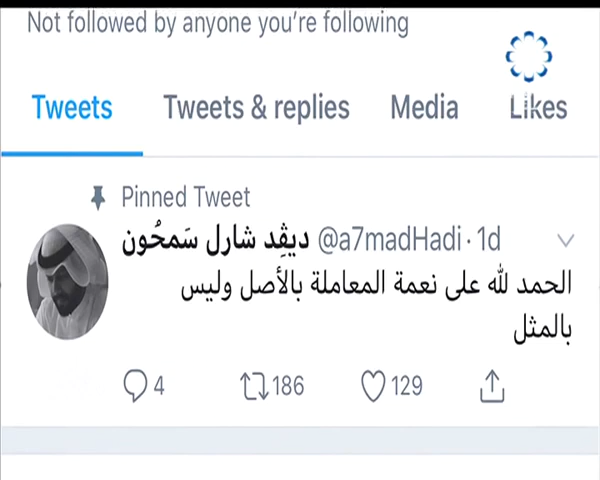 Not followed by anyone you're following
Tweets Tweets & replies Media Likes
Pinned Tweet
ديڤِد شارل سَمحُون @a7madHadi · 1d
الحمد لله على نعمة المعاملة بالأصل وليس
بالمثل
4 186 129